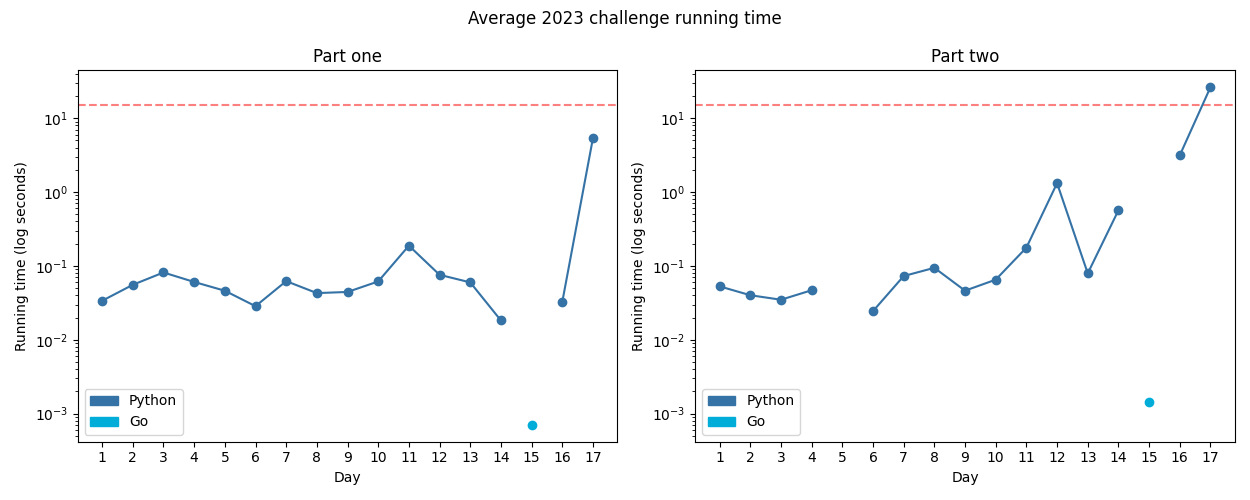 Average 2023 challenge running time
Part one
Running time (log seconds)
10¹
10⁰
10⁻¹
10⁻²
10⁻³
Python
Go
1 2 3 4 5 6 7 8 9 10 11 12 13 14 15 16 17
Day
Part two
Running time (log seconds)
10¹
10⁰
10⁻¹
10⁻²
10⁻³
Python
Go
1 2 3 4 5 6 7 8 9 10 11 12 13 14 15 16 17
Day